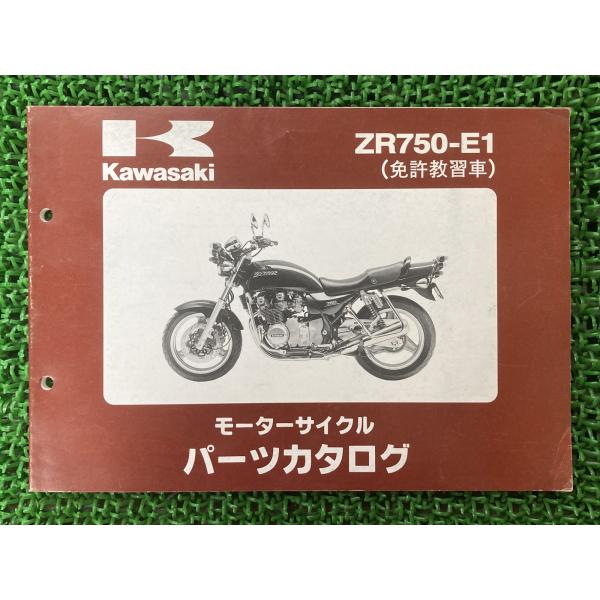 Kawasaki
ZR750-E1
(免許教習車)
ZEPHYR
モーターサイクル
パーツカタログ